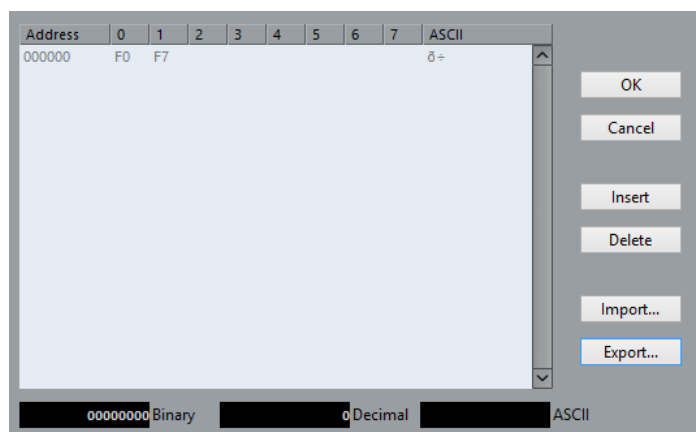 Address 0 1 2 3 4 5 6 7 ASCII
000000 F0 F7 ð÷
OK
Cancel
Insert
Delete
Import...
Export...
00000000 Binary 0 Decimal ASCII